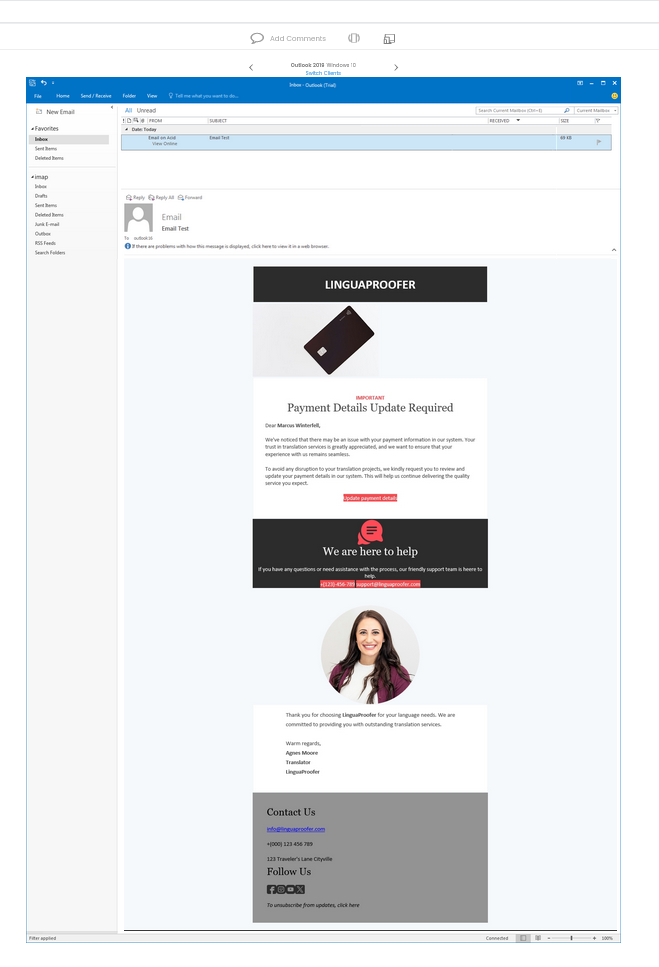 Add Comments
Outlook 2019 Windows 10
Switch Clients
Inbox - Outlook (Trial)
File Home Send / Receive Folder View Tell me what you want to do...
New Email
All Unread
Search Current Mailbox (Ctrl+E) Current Mailbox
FROM SUBJECT RECEIVED SIZE
Favorites
Date: Today
Inbox
Email on Acid Email Test 69 KB
View Online
Sent Items
Deleted Items
imap
Inbox
Drafts
Sent Items
Deleted Items
Junk E-mail
Outbox
RSS Feeds
Search Folders
Reply Reply All Forward
Email
Email Test
To outlook16
If there are problems with how this message is displayed, click here to view it in a web browser.
LINGUAPROOFER
IMPORTANT
Payment Details Update Required
Dear Marcus Winterfell,
We've noticed that there may be an issue with your payment information in our system. Your
trust in translation services is greatly appreciated, and we want to ensure that your
experience with us remains seamless.
To avoid any disruption to your translation projects, we kindly request you to review and
update your payment details in our system. This will help us continue delivering the quality
service you expect.
Update payment details
We are here to help
If you have any questions or need assistance with the process, our friendly support team is heere to
help.
+(123)-456-789 support@linguaproofer.com
Thank you for choosing LinguaProofer for your language needs. We are
committed to providing you with outstanding translation services.
Warm regards,
Agnes Moore
Translator
LinguaProofer
Contact Us
info@linguaproofer.com
+(000) 123 456 789
123 Traveler's Lane Cityville
Follow Us
To unsubscribe from updates, click here
Filter applied
Connected 100%